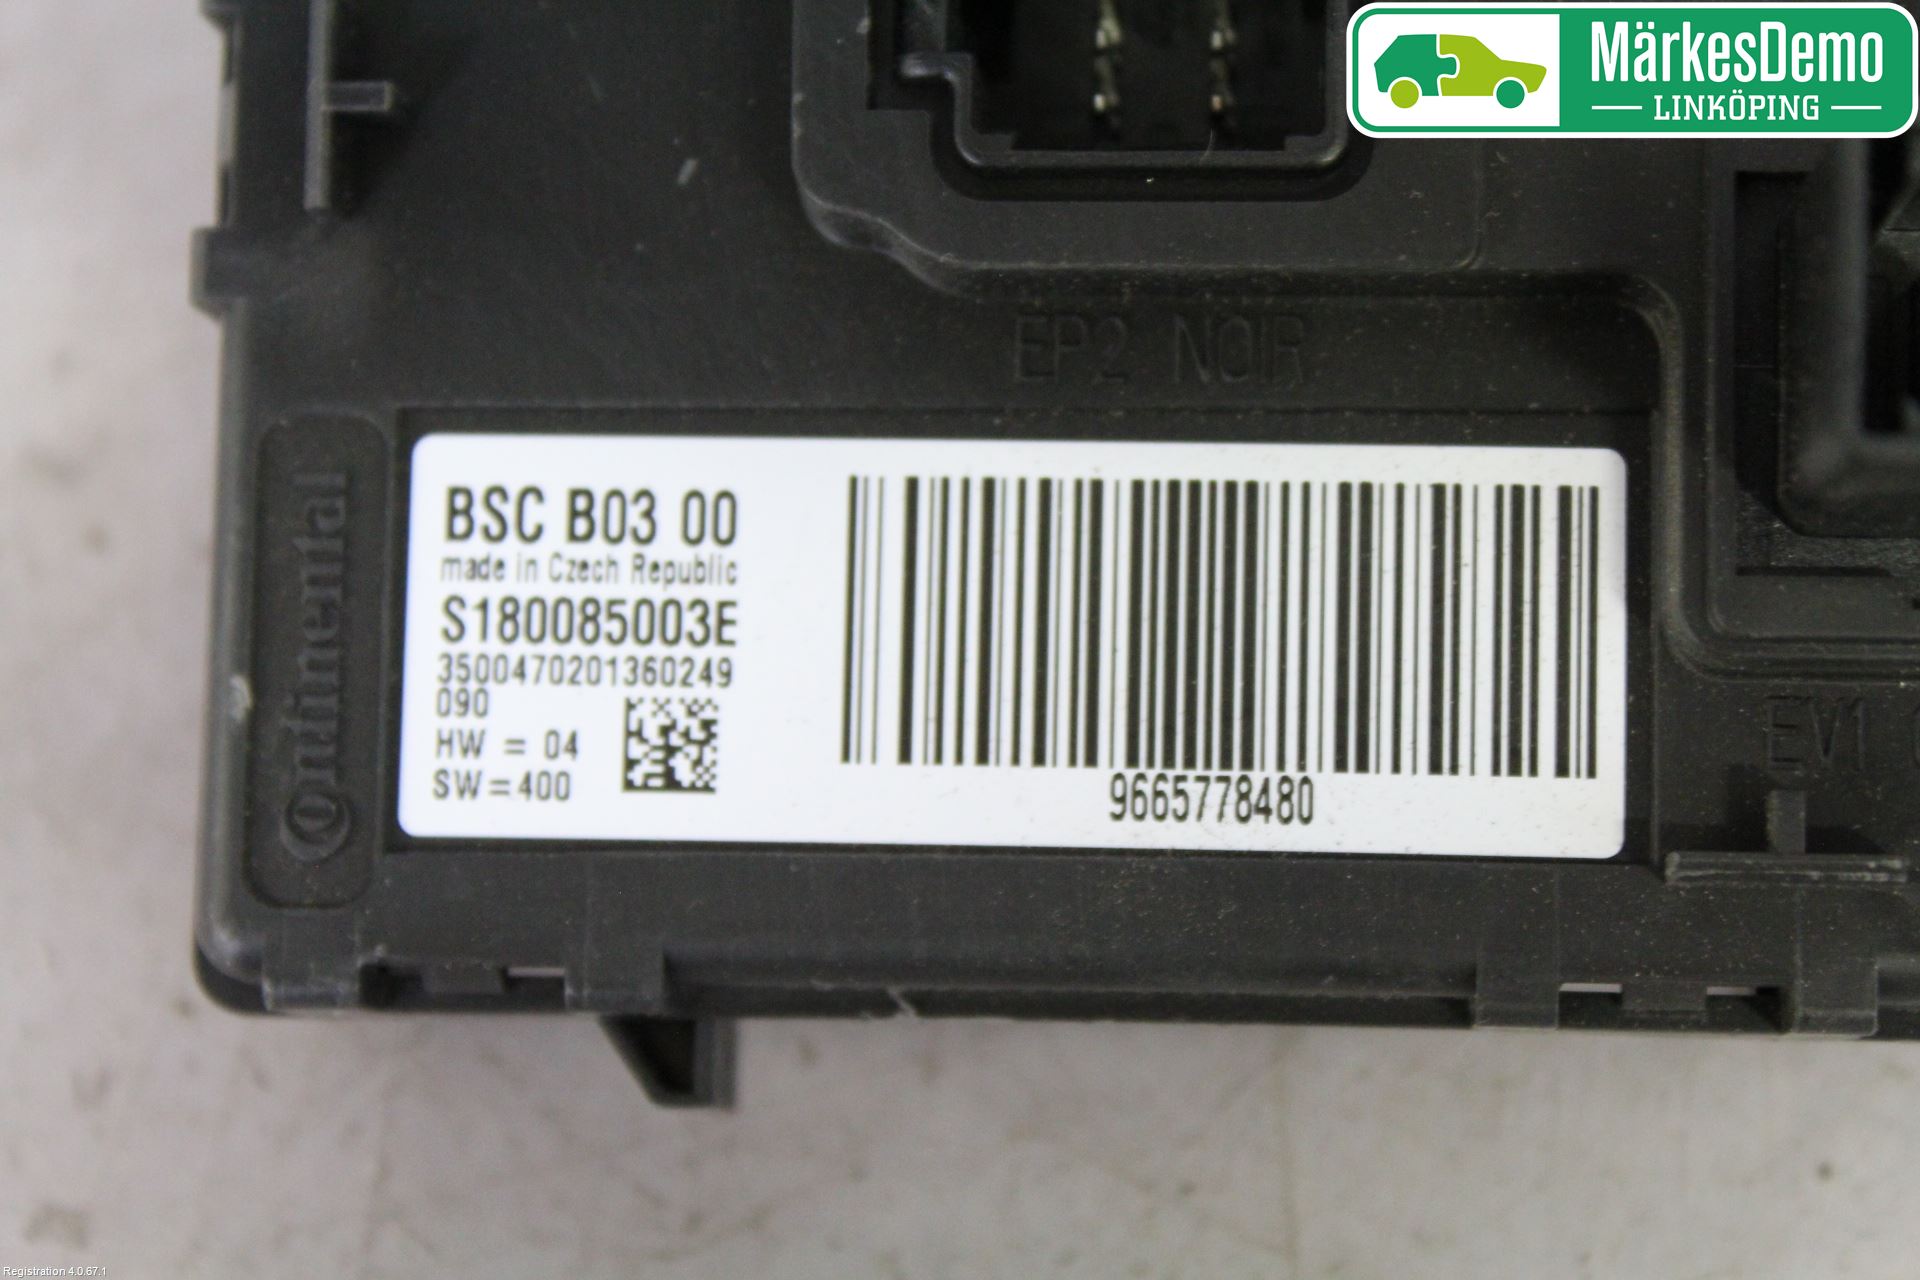 MärkesDemo
LINKÖPING
EP2 NOIR
Continental
BSC B03 00
made in Czech Republic
S180085003E
3500470201360249
090
HW = 04
SW=400
9665778480
EV1
Registration 4.0.67.1